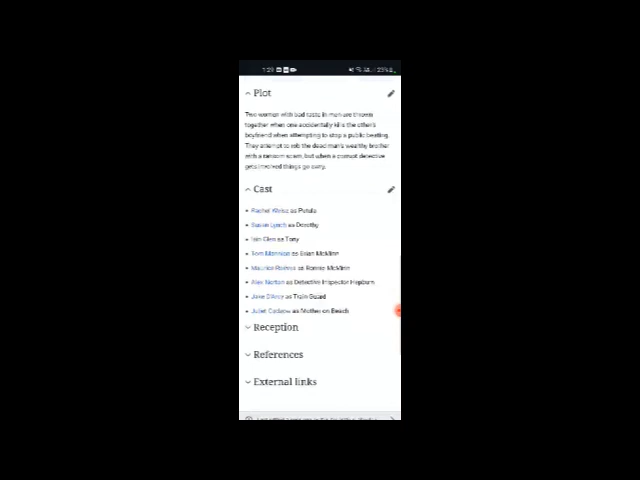 1:59
Plot
Two women with bad taste in men are thrown
together when one accidentally kills the other's
boyfriend when attempting to stop a public beating.
They attempt to rob the dead man's wealthy brother
with a ransom scam, but when a corrupt detective
gets involved things go awry.
Cast
as Petula
Susan Lynch as Dorothy
Iain Glen as Tony
Tom Mannion as Brian McMinn
Maurice Roëves as Ronnie McMinn
Alex Norton as Detective Inspector Hepburn
as Train Guard
Juliet Cadzow as Mother on Beach
Reception
References
External links